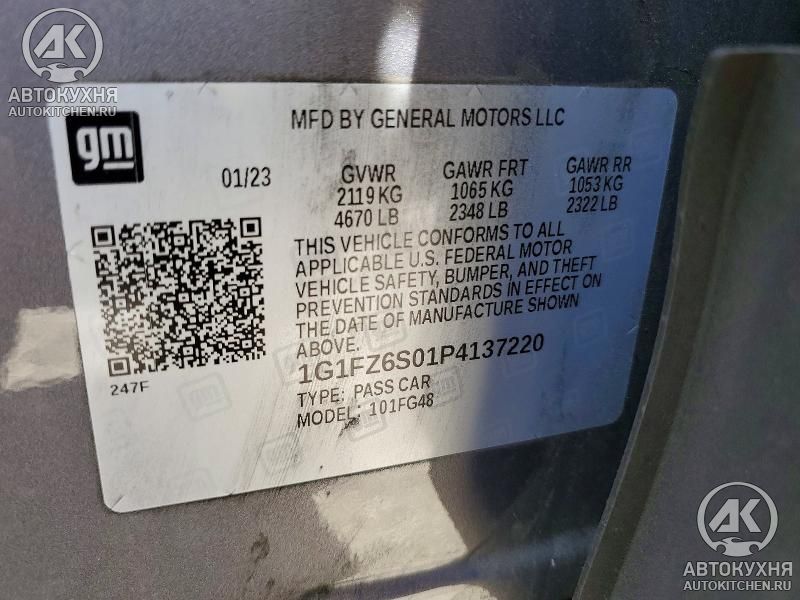 AK
АВТОКУХНЯ
AUTOKITCHEN.RU
gm
MFD BY GENERAL MOTORS LLC
01/23
GVWR
2119 KG
4670 LB
GAWR FRT
1065 KG
2348 LB
GAWR RR
1053 KG
2322 LB
THIS VEHICLE CONFORMS TO ALL
APPLICABLE U.S. FEDERAL MOTOR
VEHICLE SAFETY, BUMPER, AND THEFT
PREVENTION STANDARDS IN EFFECT ON
THE DATE OF MANUFACTURE SHOWN
ABOVE.
1G1FZ6S01P4137220
247F
TYPE: PASS CAR
MODEL: 101FG48
AK
АВТОКУХНЯ
AUTOKITCHEN.RU